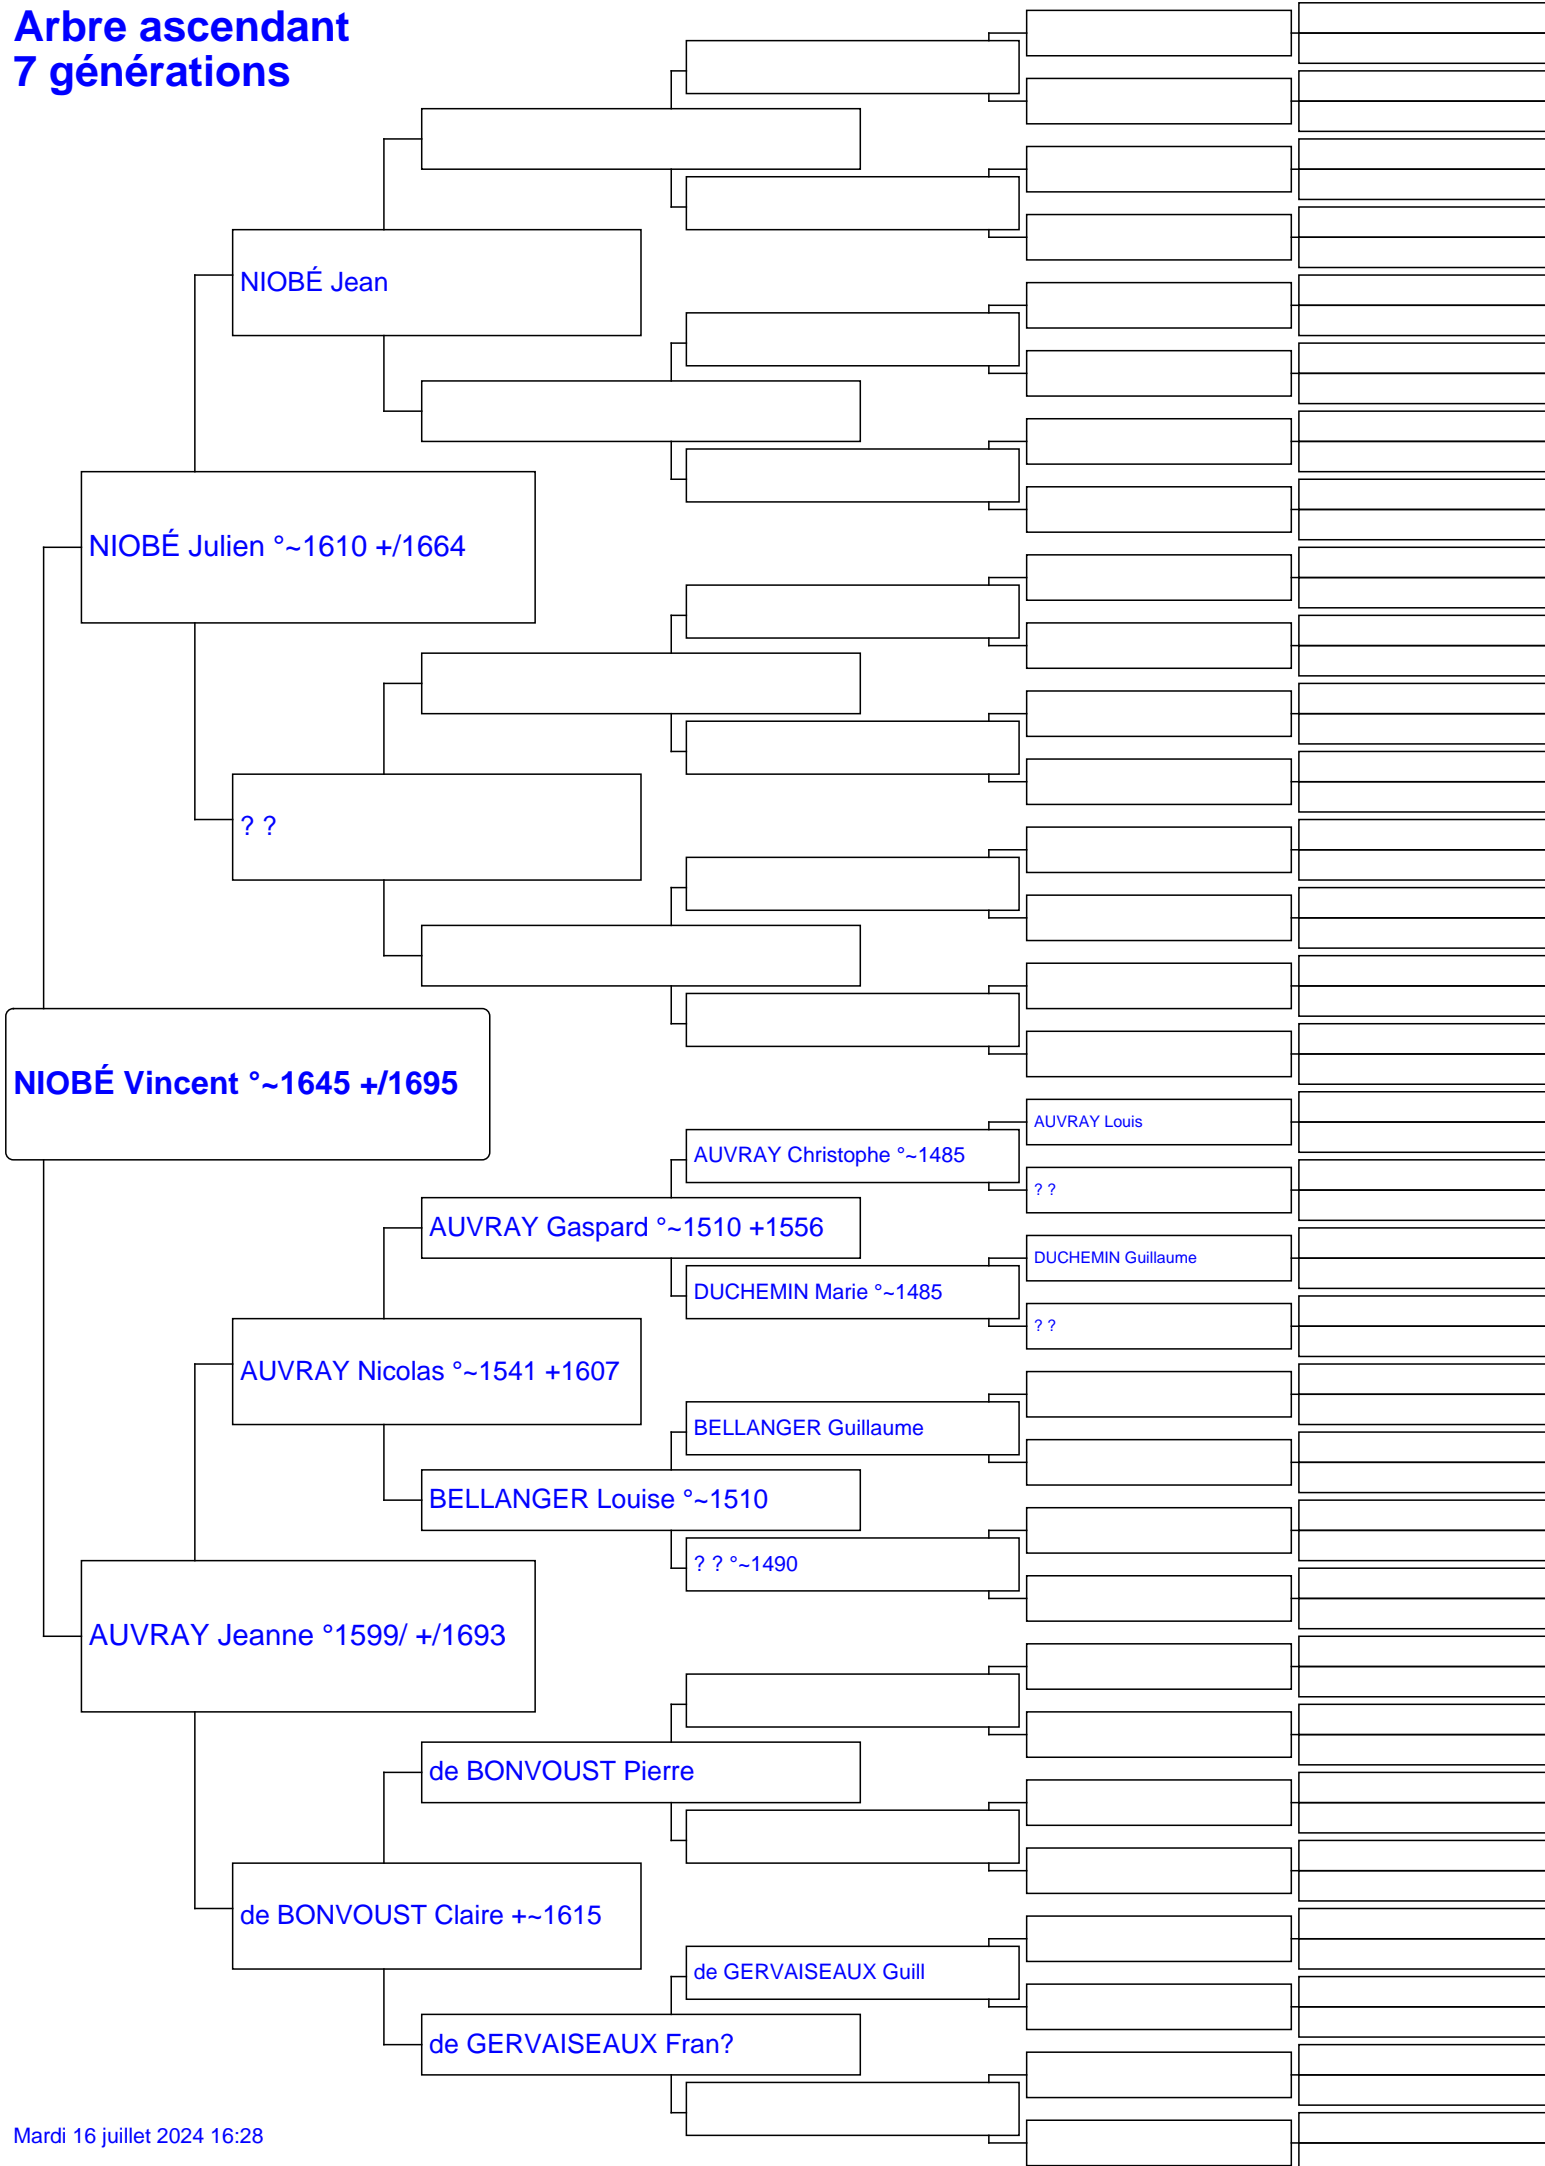 Arbre ascendant
7 générations
NIOBÉ Jean
NIOBÉ Julien °~1610 +/1664
? ?
NIOBÉ Vincent °~1645 +/1695
AUVRAY Louis
AUVRAY Christophe °~1485
? ?
AUVRAY Gaspard °~1510 +1556
DUCHEMIN Guillaume
DUCHEMIN Marie °~1485
? ?
AUVRAY Nicolas °~1541 +1607
BELLANGER Guillaume
BELLANGER Louise °~1510
? ? °~1490
AUVRAY Jeanne °1599/ +/1693
de BONVOUST Pierre
de BONVOUST Claire +~1615
de GERVAISEAUX Guill
de GERVAISEAUX Fran?
Mardi 16 juillet 2024 16:28